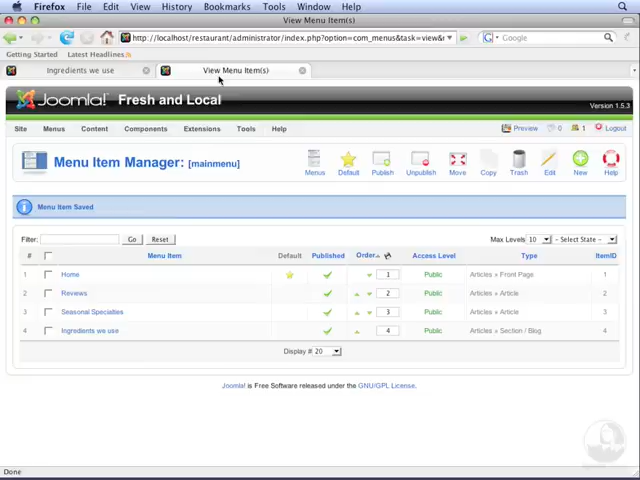 Firefox File Edit View History Bookmarks Tools Window Help
View Menu Item(s)
http://localhost/restaurant/administrator/index.php?option=com_menus&task=view& Google
Getting Started Latest Headlines
Ingredients we use View Menu Item(s)
Joomla! Fresh and Local Version 1.5.3
Site Menus Content Components Extensions Tools Help Preview 0 1 Logout
Menu Item Manager: [mainmenu] Menus Default Publish Unpublish Move Copy Trash Edit New Help
Menu Item Saved
Filter: Go Reset Max Levels 10 - Select State -
# Menu Item Default Published Order Access Level Type ItemID
1 Home 1 Public Articles » Front Page 1
2 Reviews 2 Public Articles » Article 2
3 Seasonal Specialties 3 Public Articles » Article 3
4 Ingredients we use 4 Public Articles » Section / Blog 4
Display # 20
Joomla! is Free Software released under the GNU/GPL License.
Done